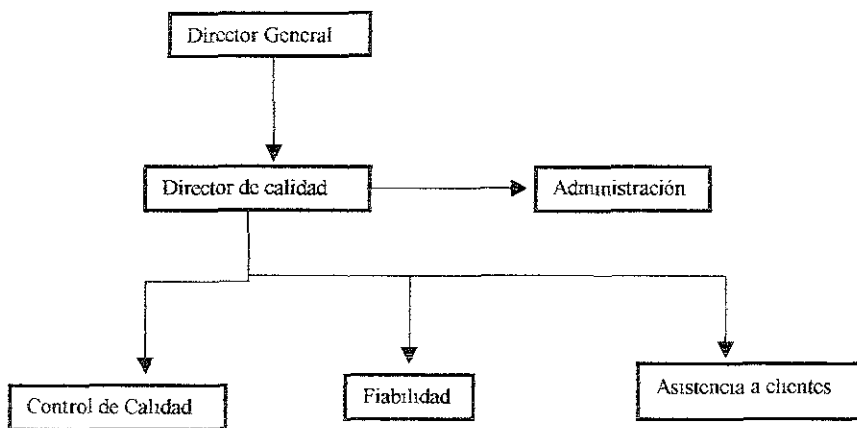 Director General
Director de calidad
Administración
Control de Calidad
Fiabilidad
Asistencia a clientes